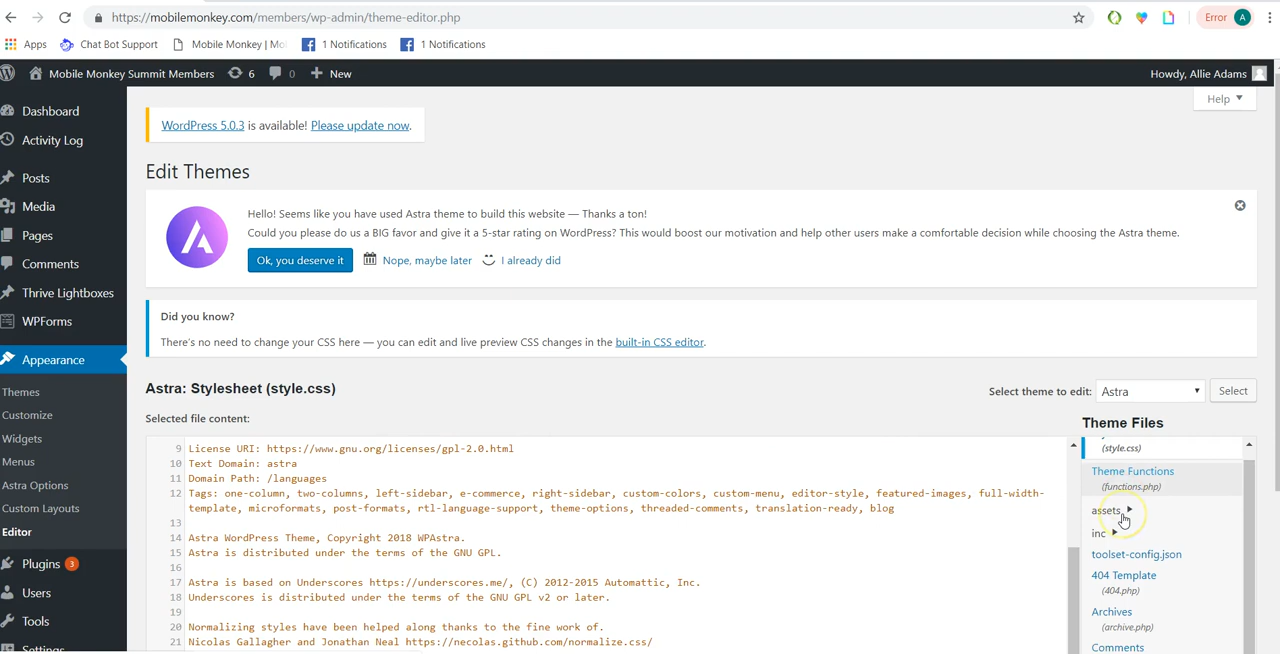 https://mobilemonkey.com/members/wp-admin/theme-editor.php
Error A
Apps Chat Bot Support Mobile Monkey | Mo 1 Notifications 1 Notifications
Mobile Monkey Summit Members 6 0 New Howdy, Allie Adams
Help
Dashboard
Activity Log
Posts
Media
Pages
Comments
Thrive Lightboxes
WPForms
Appearance
Themes
Customize
Widgets
Menus
Astra Options
Custom Layouts
Editor
Plugins 3
Users
Tools
Settings
WordPress 5.0.3 is available! Please update now.
Edit Themes
Hello! Seems like you have used Astra theme to build this website — Thanks a ton!
Could you please do us a BIG favor and give it a 5-star rating on WordPress? This would boost our motivation and help other users make a comfortable decision while choosing the Astra theme.
Ok, you deserve it Nope, maybe later I already did
Did you know?
There's no need to change your CSS here — you can edit and live preview CSS changes in the built-in CSS editor.
Astra: Stylesheet (style.css)
Select theme to edit: Astra Select
Selected file content:
9 License URI: https://www.gnu.org/licenses/gpl-2.0.html
10 Text Domain: astra
11 Domain Path: /languages
12 Tags: one-column, two-columns, left-sidebar, e-commerce, right-sidebar, custom-colors, custom-menu, editor-style, featured-images, full-width-
template, microformats, post-formats, rtl-language-support, theme-options, threaded-comments, translation-ready, blog
13
14 Astra WordPress Theme, Copyright 2018 WPAstra.
15 Astra is distributed under the terms of the GNU GPL.
16
17 Astra is based on Underscores https://underscores.me/, (C) 2012-2015 Automattic, Inc.
18 Underscores is distributed under the terms of the GNU GPL v2 or later.
19
20 Normalizing styles have been helped along thanks to the fine work of.
21 Nicolas Gallagher and Jonathan Neal https://necolas.github.com/normalize.css/
Theme Files
(style.css)
Theme Functions
(functions.php)
assets
inc
toolset-config.json
404 Template
(404.php)
Archives
(archive.php)
Comments